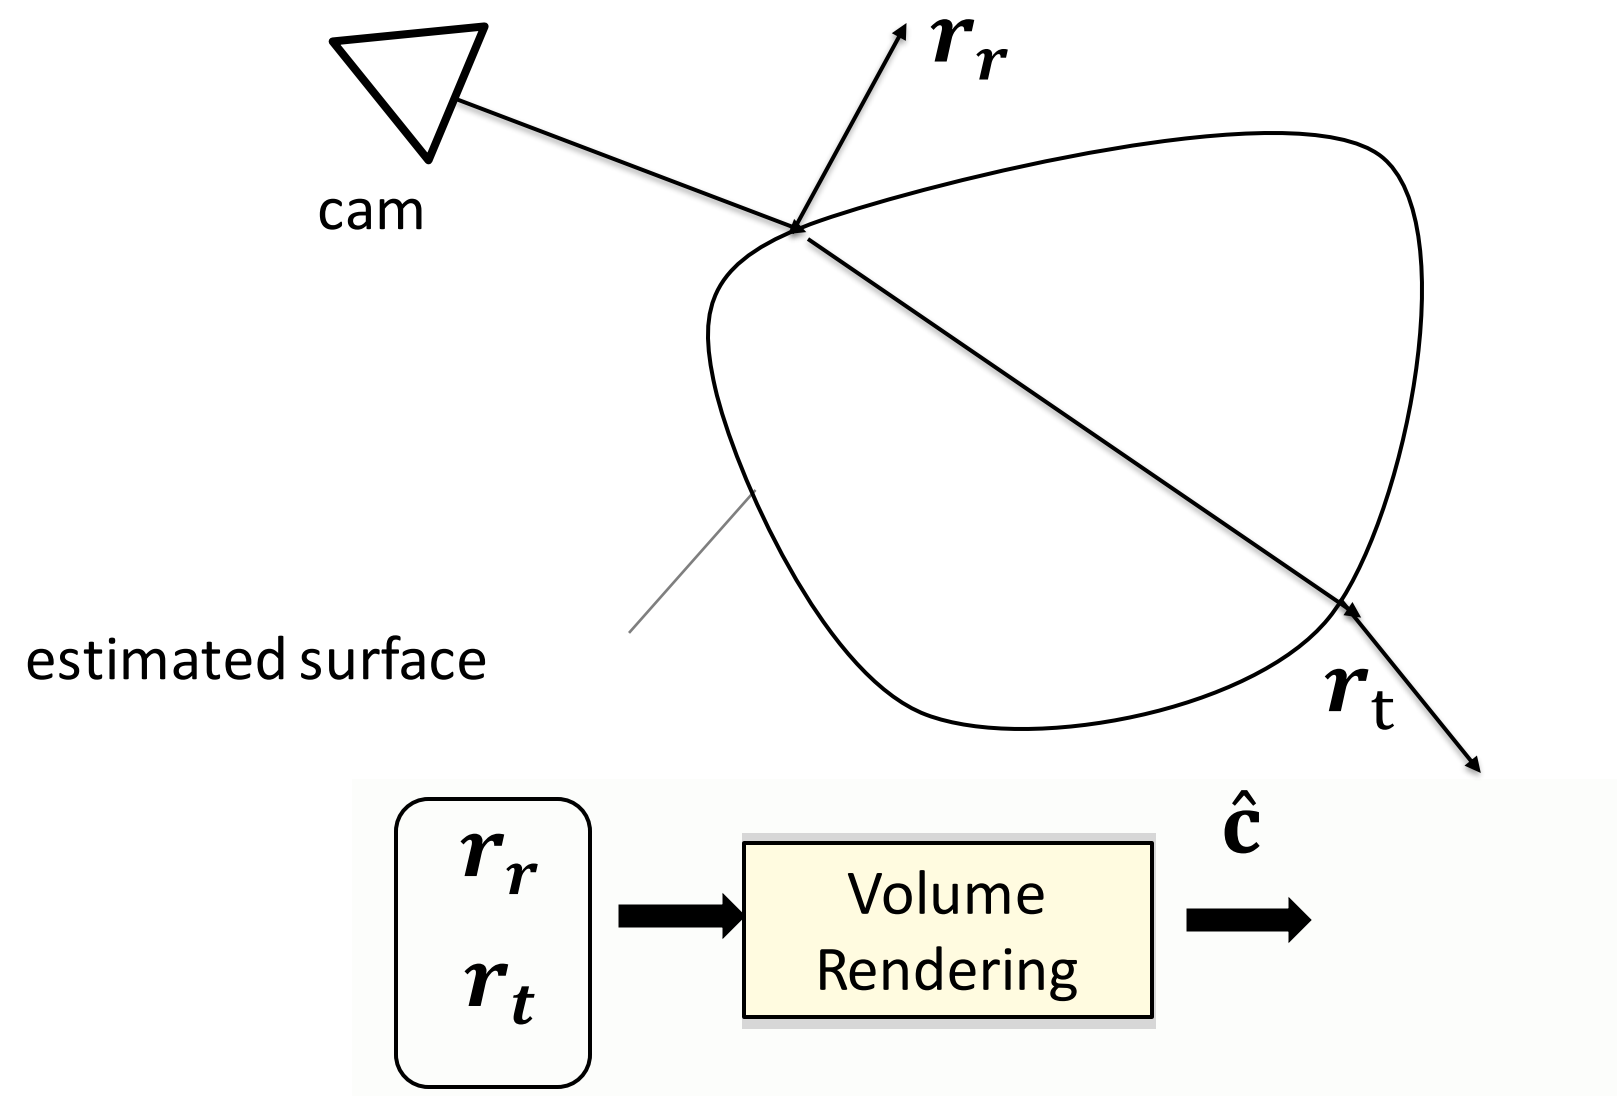 r_r
cam
estimated surface
r_t
ĉ
r_r
Volume
Rendering
r_t